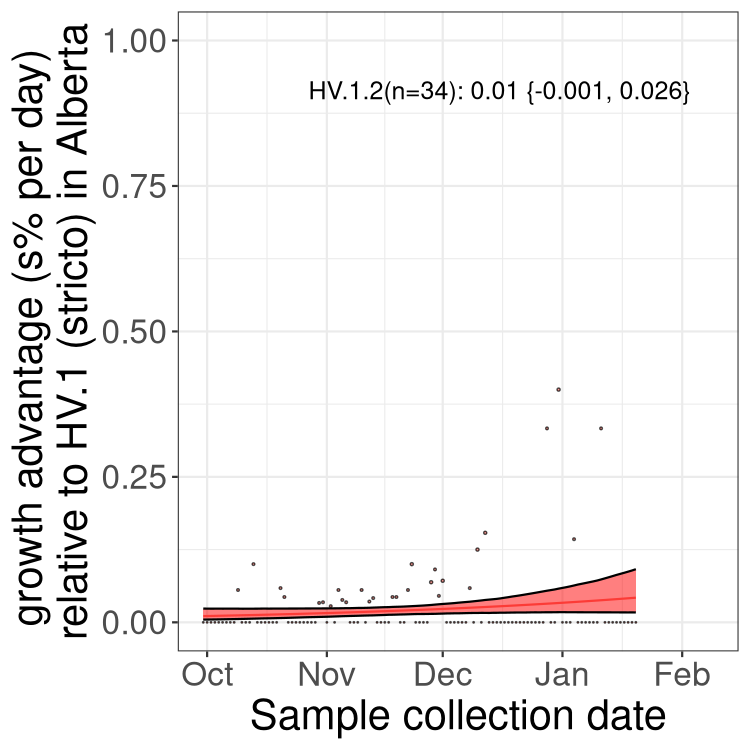 growth advantage (s% per day)
relative to HV.1 (stricto) in Alberta
1.00
0.75
0.50
0.25
0.00
HV.1.2(n=34): 0.01 {-0.001, 0.026}
Oct Nov Dec Jan Feb
Sample collection date